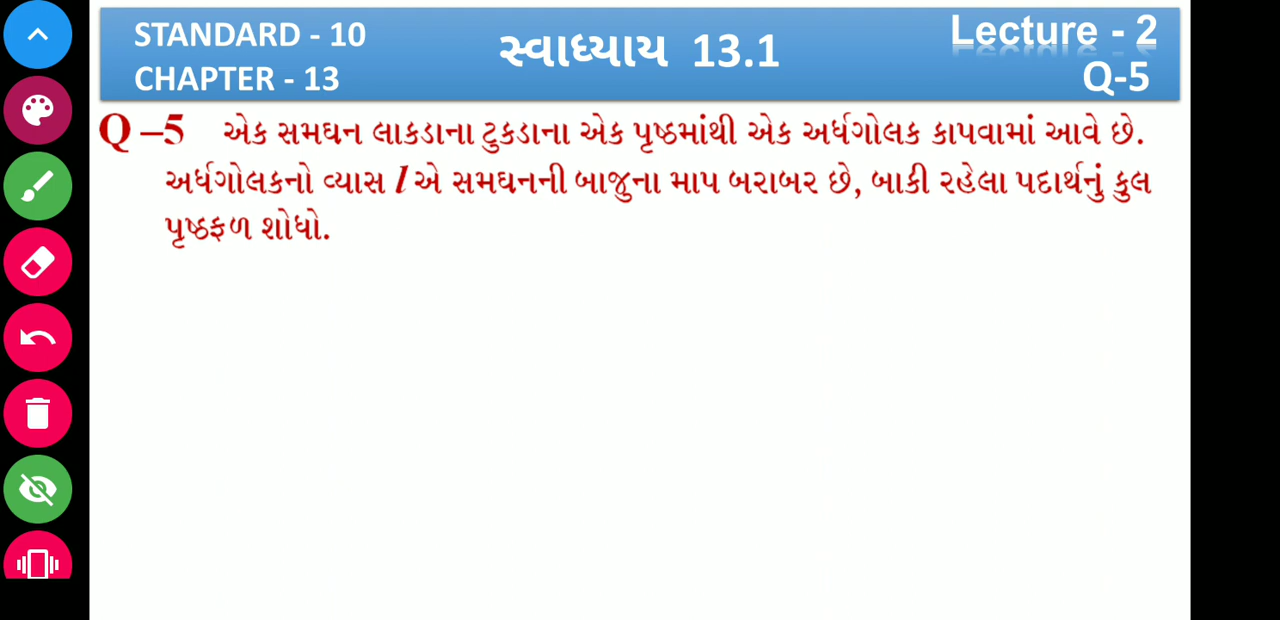 STANDARD - 10
CHAPTER - 13
સ્વાધ્યાય 13.1
Lecture - 2
Q-5
Q –5 એક સમઘન લાકડાના ટુકડાના એક પૃષ્ઠમાંથી એક અર્ધગોલક કાપવામાં આવે છે.
અર્ધગોલકનો વ્યાસ l એ સમઘનની બાજુના માપ બરાબર છે, બાકી રહેલા પદાર્થનું કુલ
પૃષ્ઠફળ શોધો.